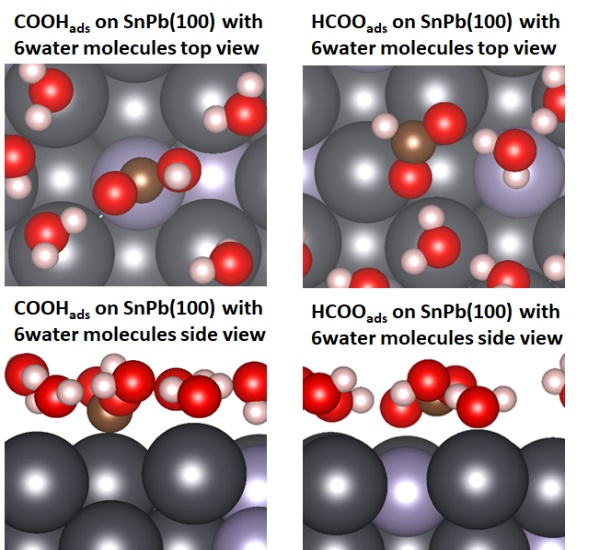 COOHads on SnPb(100) with
6water molecules top view
HCOOads on SnPb(100) with
6water molecules top view
COOHads on SnPb(100) with
6water molecules side view
HCOOads on SnPb(100) with
6water molecules side view